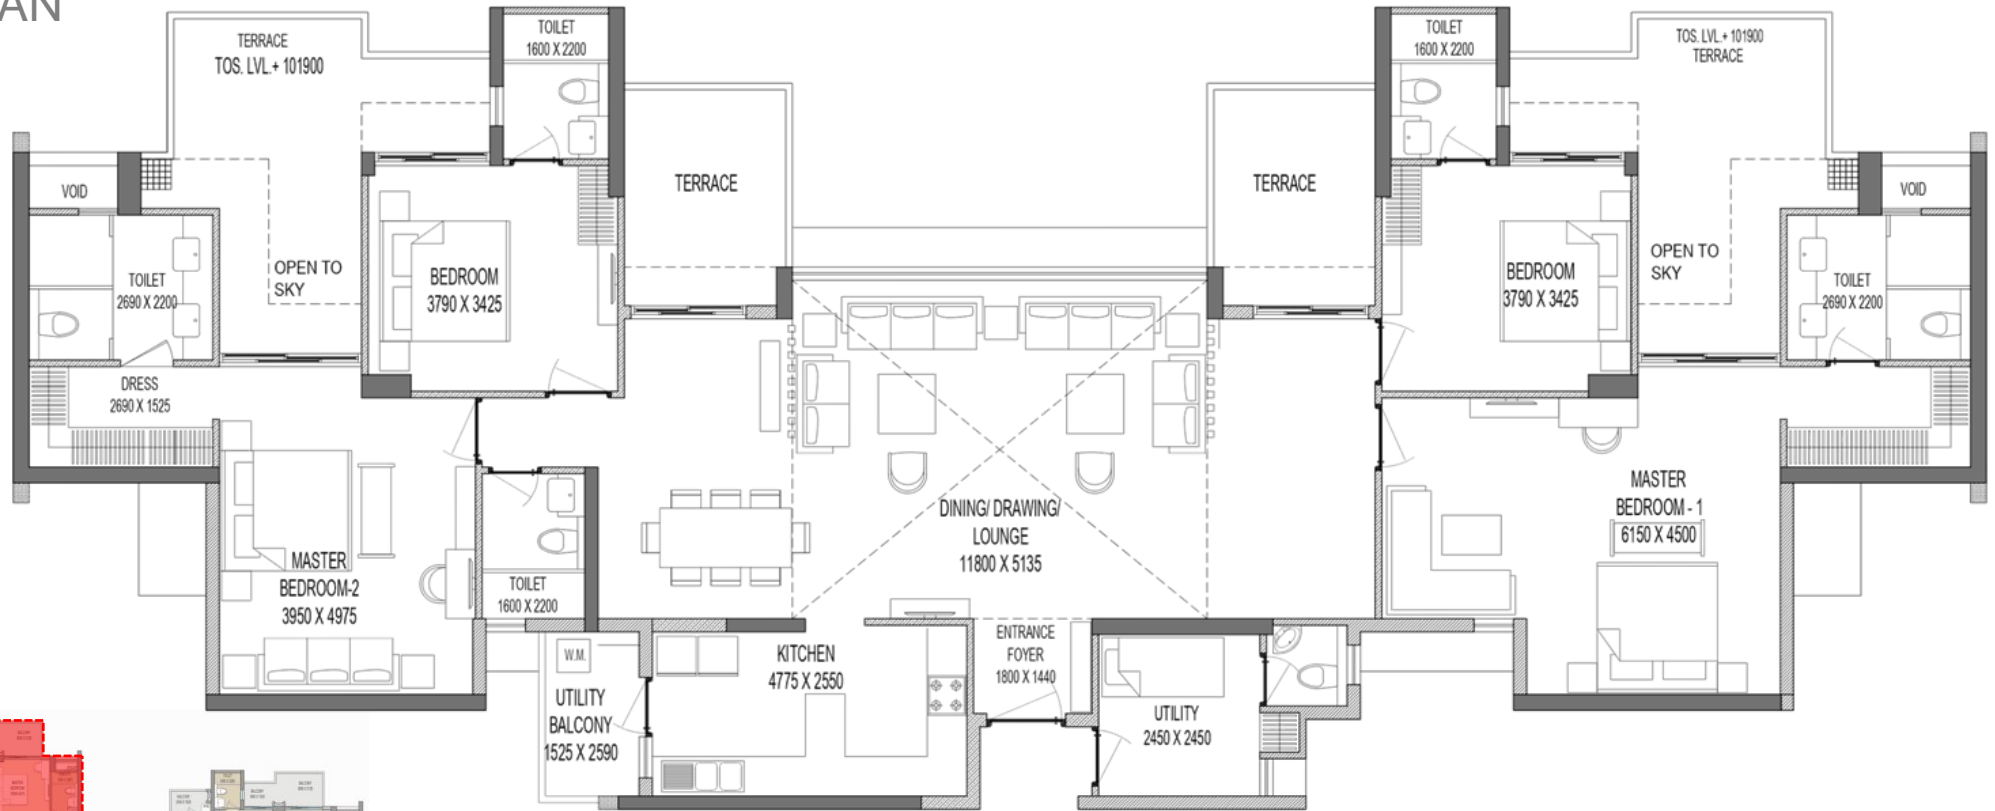 AN
TERRACE
TOS. LVL.+ 101900
TOILET
1600 X 2200
TOILET
1600 X 2200
TOS. LVL.+ 101900
TERRACE
VOID
TERRACE
TERRACE
VOID
OPEN TO
SKY
TOILET
2690 X 2200
BEDROOM
3790 X 3425
BEDROOM
3790 X 3425
OPEN TO
SKY
TOILET
2690 X 2200
DRESS
2690 X 1525
MASTER
BEDROOM-2
3950 X 4975
TOILET
1600 X 2200
DINING/ DRAWING/
LOUNGE
11800 X 5135
MASTER
BEDROOM - 1
6150 X 4500
W.M.
UTILITY
BALCONY
1525 X 2590
KITCHEN
4775 X 2550
ENTRANCE
FOYER
1800 X 1440
UTILITY
2450 X 2450